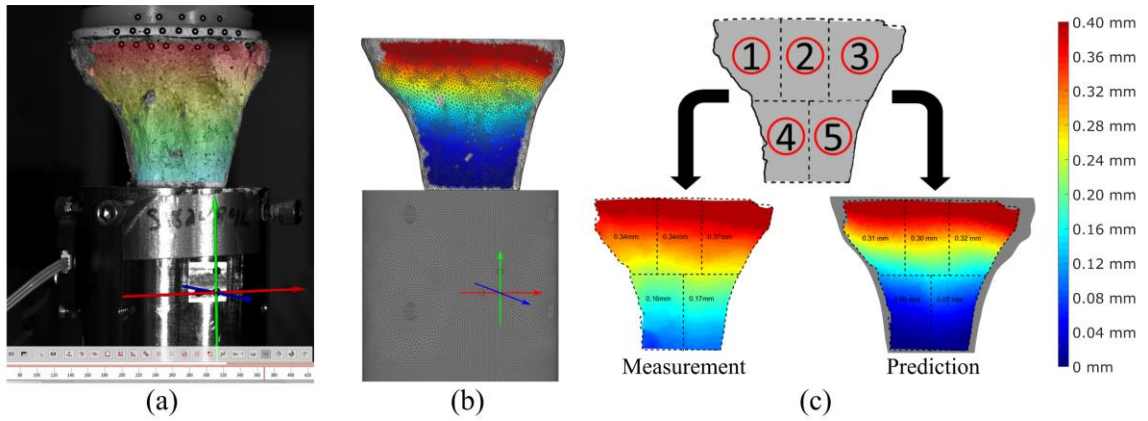 0.40 mm
0.36 mm
0.32 mm
0.28 mm
0.24 mm
0.20 mm
0.16 mm
0.12 mm
0.08 mm
0.04 mm
0 mm
1 2 3
4 5
0.34mm 0.34mm 0.37mm
0.16mm 0.17mm
0.31 mm 0.30 mm 0.32 mm
Measurement
Prediction
(a)
(b)
(c)